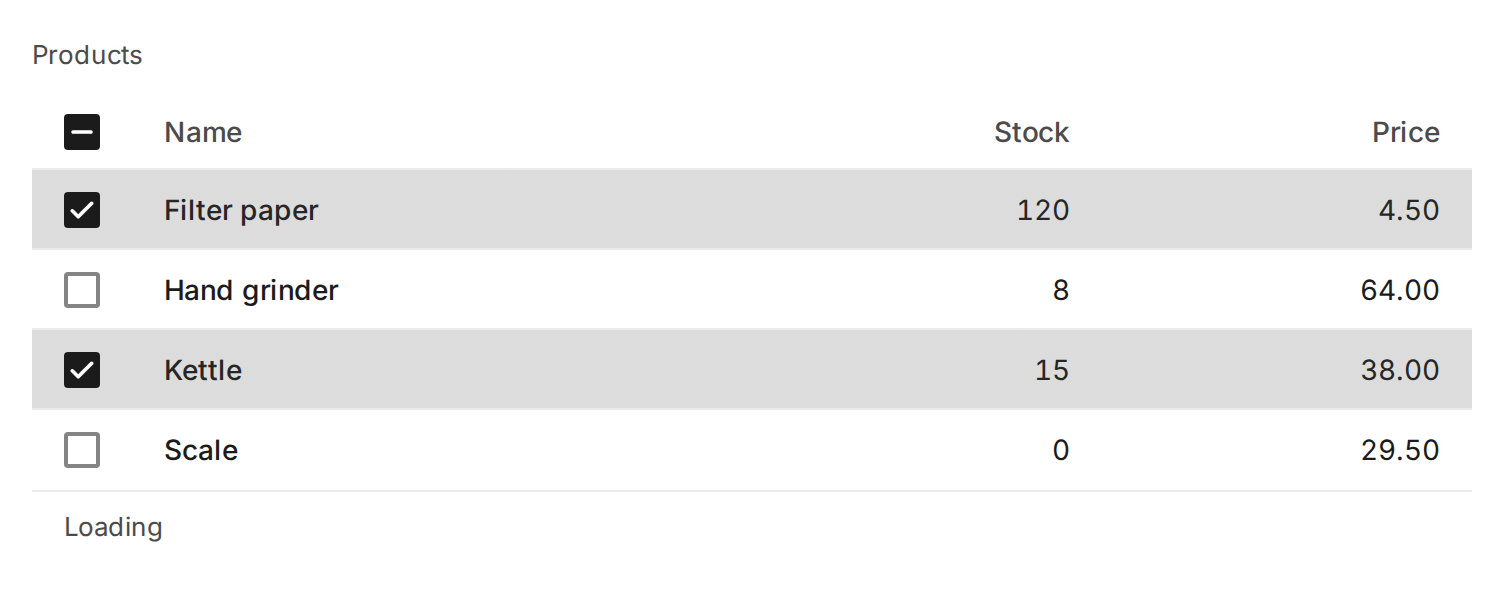 Products
Name Stock Price
Filter paper 120 4.50
Hand grinder 8 64.00
Kettle 15 38.00
Scale 0 29.50
Loading